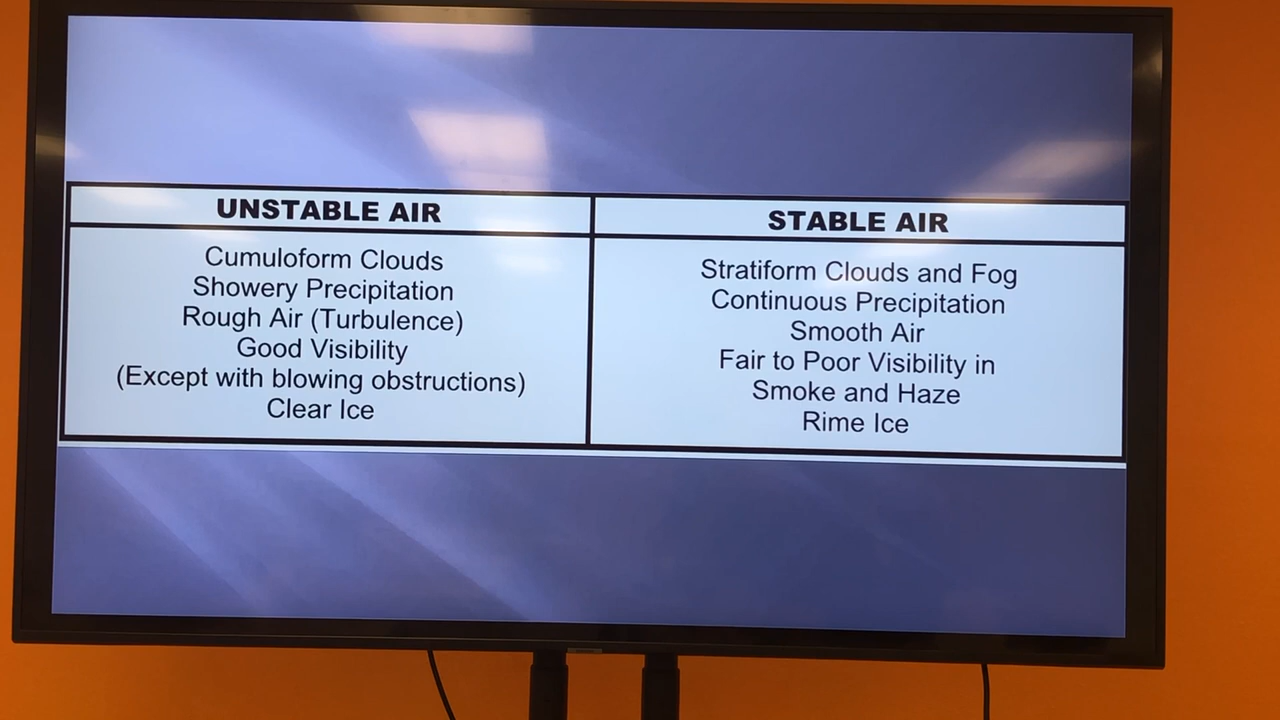 UNSTABLE AIR
Cumuloform Clouds
Showery Precipitation
Rough Air (Turbulence)
Good Visibility
(Except with blowing obstructions)
Clear Ice
STABLE AIR
Stratiform Clouds and Fog
Continuous Precipitation
Smooth Air
Fair to Poor Visibility in
Smoke and Haze
Rime Ice